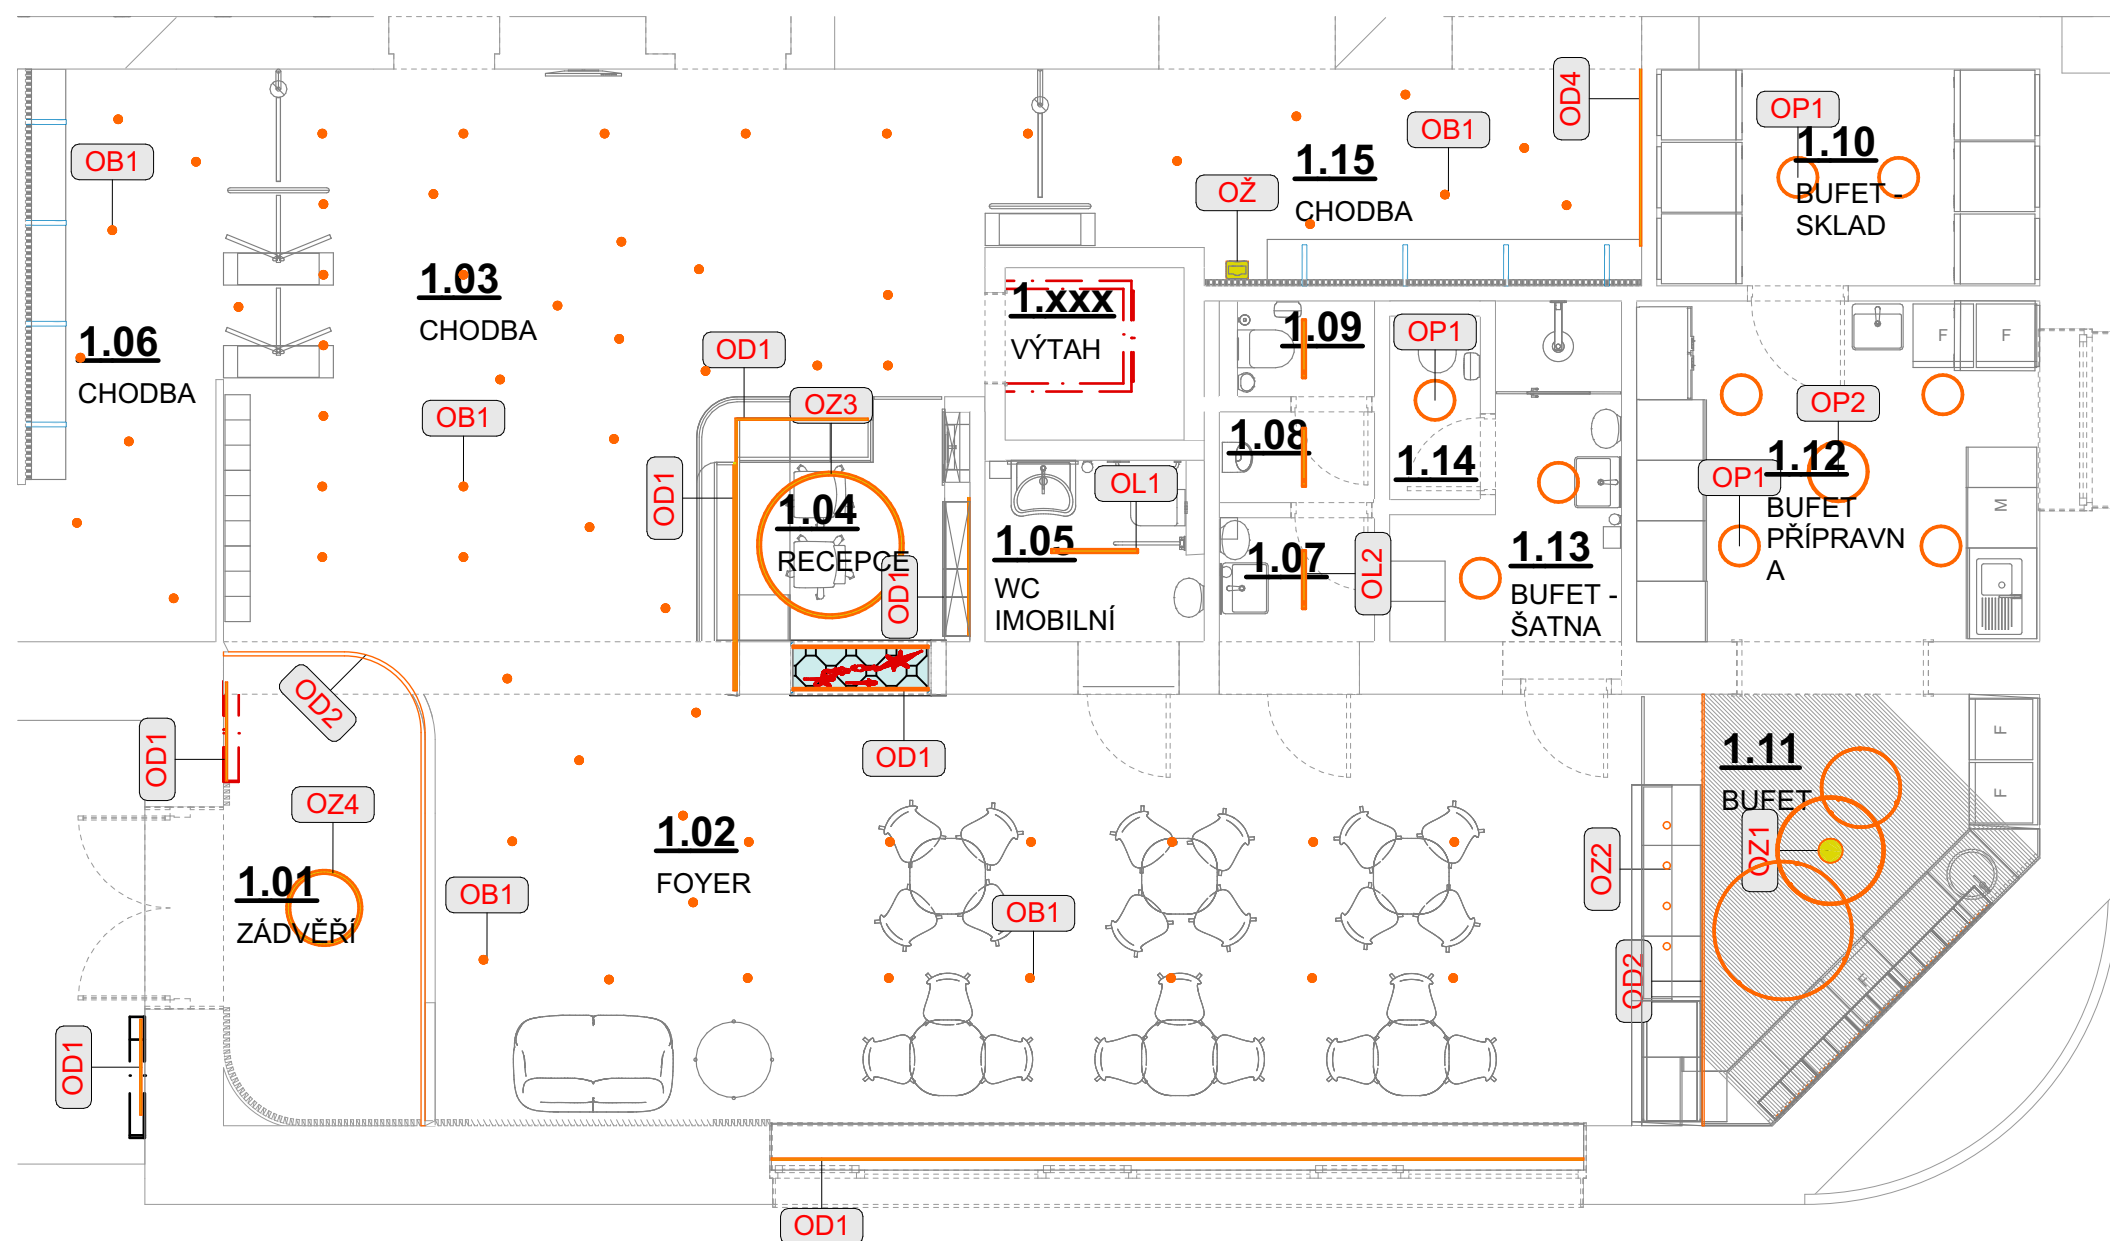 OB1
1.06
CHODBA
1.03
CHODBA
OB1
OD1
OD1
OZ3
1.04
RECEPCE
OD1
1.xxx
VÝTAH
1.05
WC
IMOBILNÍ
OL1
OŽ
1.15
CHODBA
OB1
OD4
1.09
1.08
1.07
OL2
OP1
1.14
1.13
BUFET -
ŠATNA
OP1
1.10
BUFET -
SKLAD
F
F
OP2
OP1
1.12
BUFET
PŘÍPRAVN
A
M
OD2
OD1
OZ4
1.01
ZÁDVĚŘÍ
OD1
OB1
1.02
FOYER
OD1
OB1
OD1
OZ2
OD2
1.11
BUFET
OZ1
F
F
F